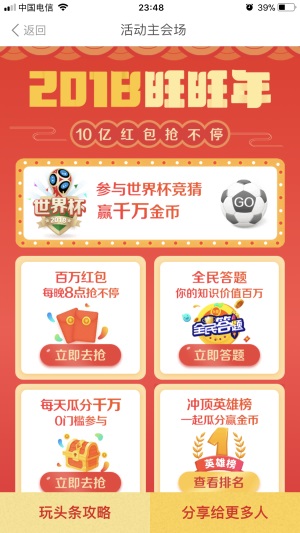 中国电信
23:48
39%
返回
活动主会场
2018旺旺年
10亿红包抢不停
世界杯
2018
参与世界杯竞猜
赢千万金币
GO
百万红包
每晚8点抢不停
立即去抢
全民答题
你的知识价值百万
全民答题
立即答题
每天瓜分千万
0门槛参与
立即去抢
冲顶英雄榜
一起瓜分赢金币
1
英雄榜
查看排名
玩头条攻略
分享给更多人